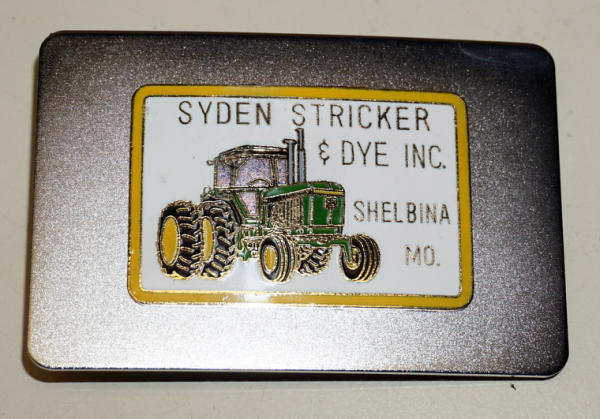 SYDEN STRICKER
& DYE INC.
SHELBINA
MO.